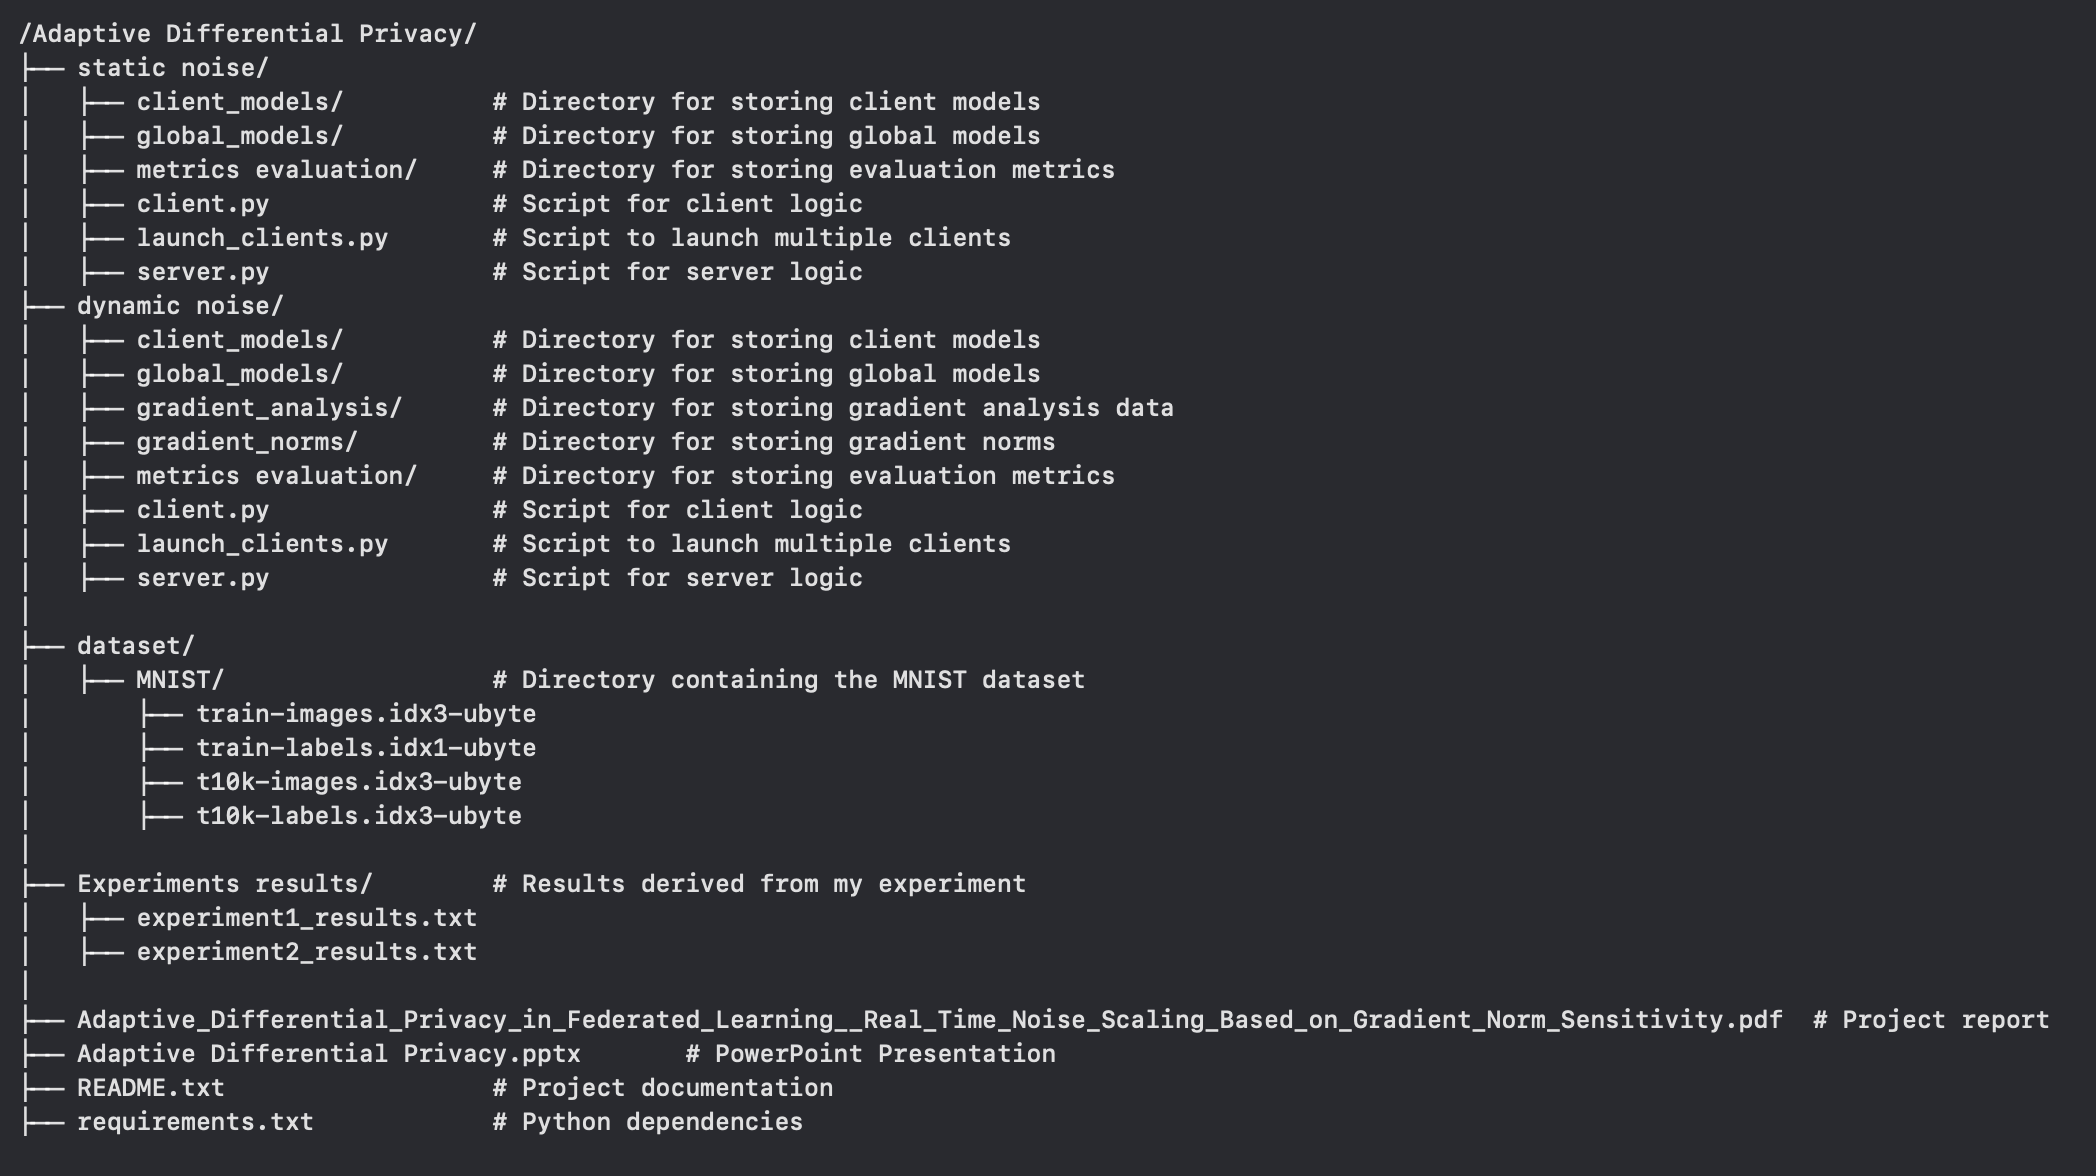 /Adaptive Differential Privacy/
├── static noise/
│   ├── client_models/          # Directory for storing client models
│   ├── global_models/          # Directory for storing global models
│   ├── metrics evaluation/     # Directory for storing evaluation metrics
│   ├── client.py               # Script for client logic
│   ├── launch_clients.py       # Script to launch multiple clients
│   ├── server.py               # Script for server logic
├── dynamic noise/
│   ├── client_models/          # Directory for storing client models
│   ├── global_models/          # Directory for storing global models
│   ├── gradient_analysis/      # Directory for storing gradient analysis data
│   ├── gradient_norms/         # Directory for storing gradient norms
│   ├── metrics evaluation/     # Directory for storing evaluation metrics
│   ├── client.py               # Script for client logic
│   ├── launch_clients.py       # Script to launch multiple clients
│   ├── server.py               # Script for server logic
│
├── dataset/
│   ├── MNIST/                  # Directory containing the MNIST dataset
│       ├── train-images.idx3-ubyte
│       ├── train-labels.idx1-ubyte
│       ├── t10k-images.idx3-ubyte
│       ├── t10k-labels.idx3-ubyte
│
├── Experiments results/        # Results derived from my experiment
│   ├── experiment1_results.txt
│   ├── experiment2_results.txt
│
├── Adaptive_Differential_Privacy_in_Federated_Learning__Real_Time_Noise_Scaling_Based_on_Gradient_Norm_Sensitivity.pdf  # Project report
├── Adaptive Differential Privacy.pptx       # PowerPoint Presentation
├── README.txt                  # Project documentation
├── requirements.txt            # Python dependencies